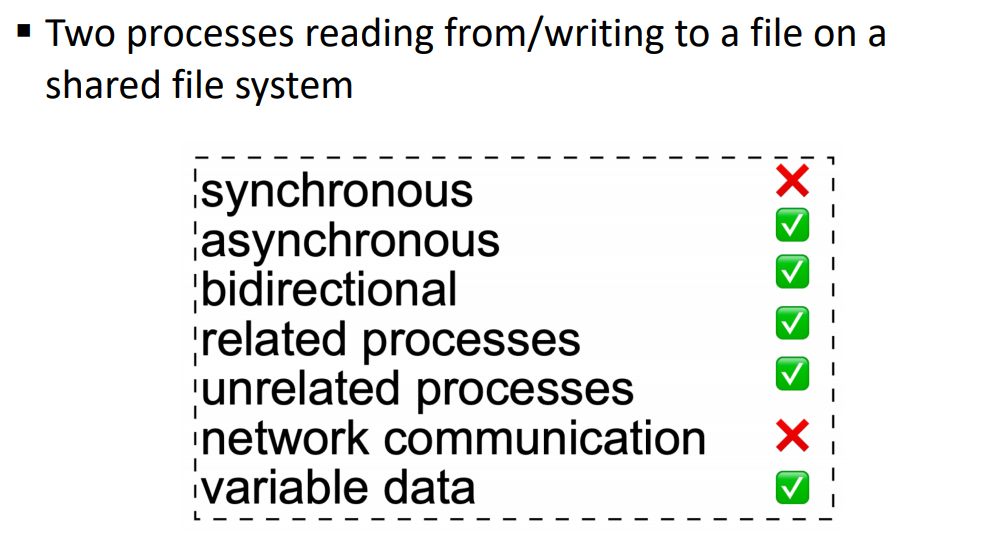 ▪ Two processes reading from/writing to a file on a
shared file system
synchronous ❌
asynchronous ✅
bidirectional ✅
related processes ✅
unrelated processes ✅
network communication ❌
variable data ✅